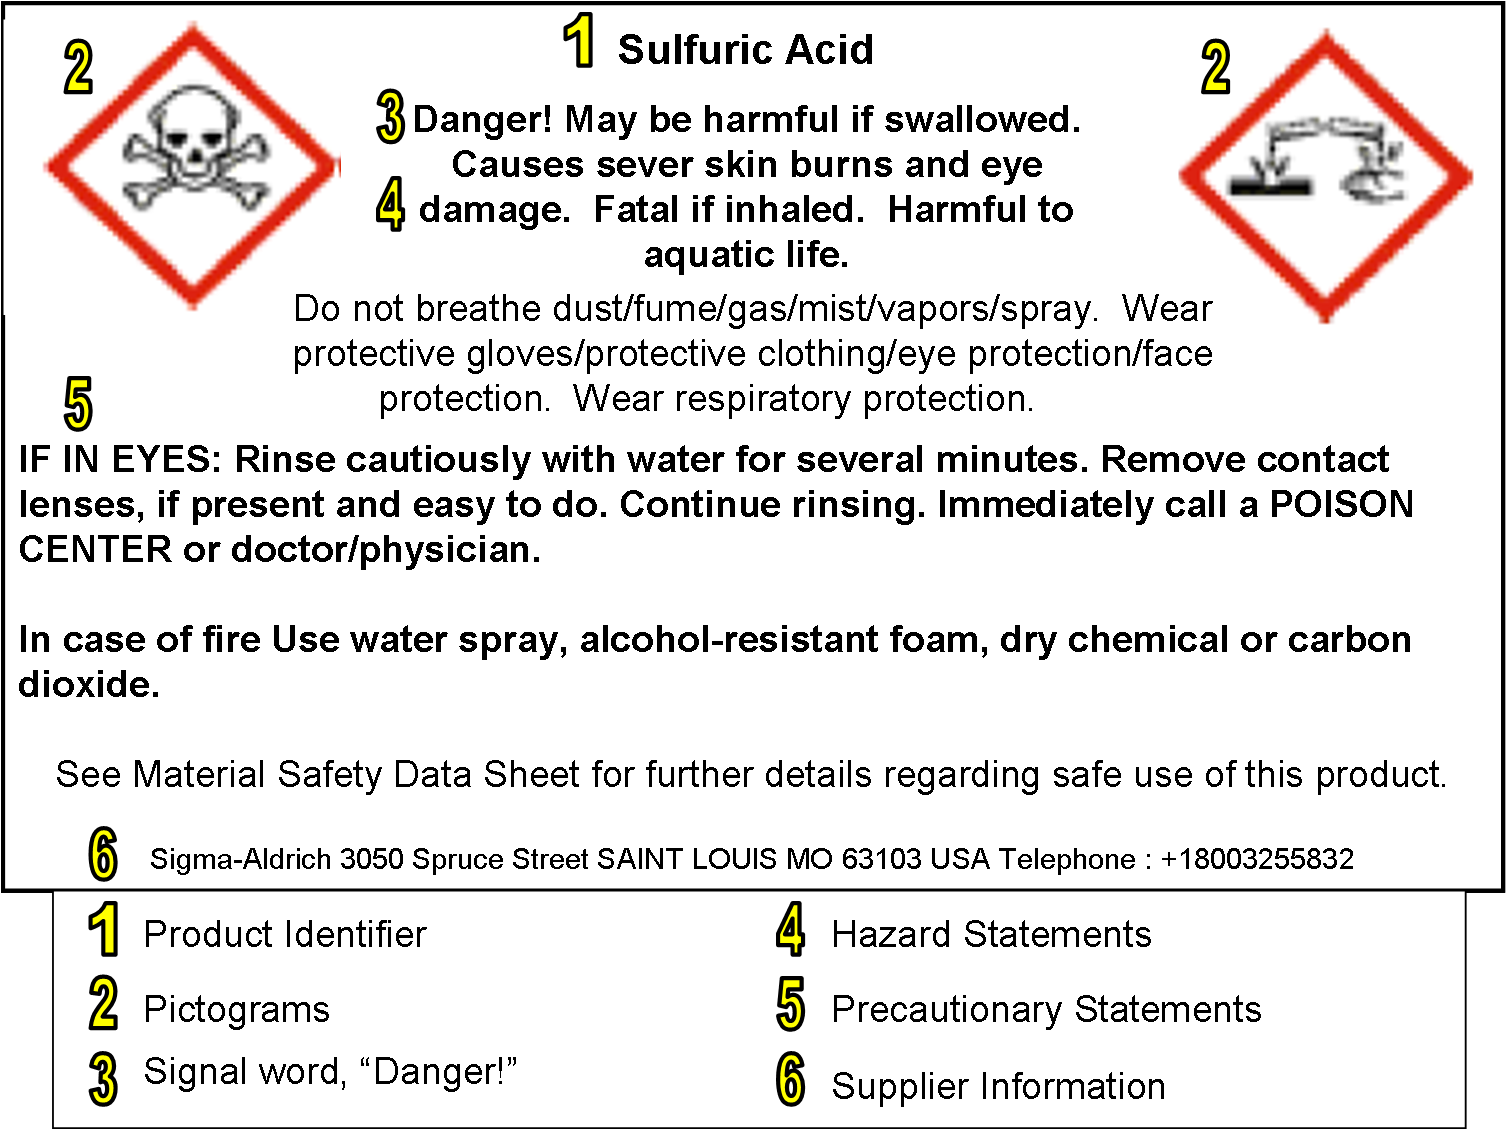 2
1 Sulfuric Acid
2
3 Danger! May be harmful if swallowed.
Causes sever skin burns and eye
4 damage.  Fatal if inhaled.  Harmful to
aquatic life.
Do not breathe dust/fume/gas/mist/vapors/spray.  Wear
protective gloves/protective clothing/eye protection/face
protection.  Wear respiratory protection.
5
IF IN EYES: Rinse cautiously with water for several minutes. Remove contact
lenses, if present and easy to do. Continue rinsing. Immediately call a POISON
CENTER or doctor/physician.
In case of fire Use water spray, alcohol-resistant foam, dry chemical or carbon
dioxide.
See Material Safety Data Sheet for further details regarding safe use of this product.
6 Sigma-Aldrich 3050 Spruce Street SAINT LOUIS MO 63103 USA Telephone : +18003255832
1 Product Identifier
2 Pictograms
3 Signal word, “Danger!”
4 Hazard Statements
5 Precautionary Statements
6 Supplier Information